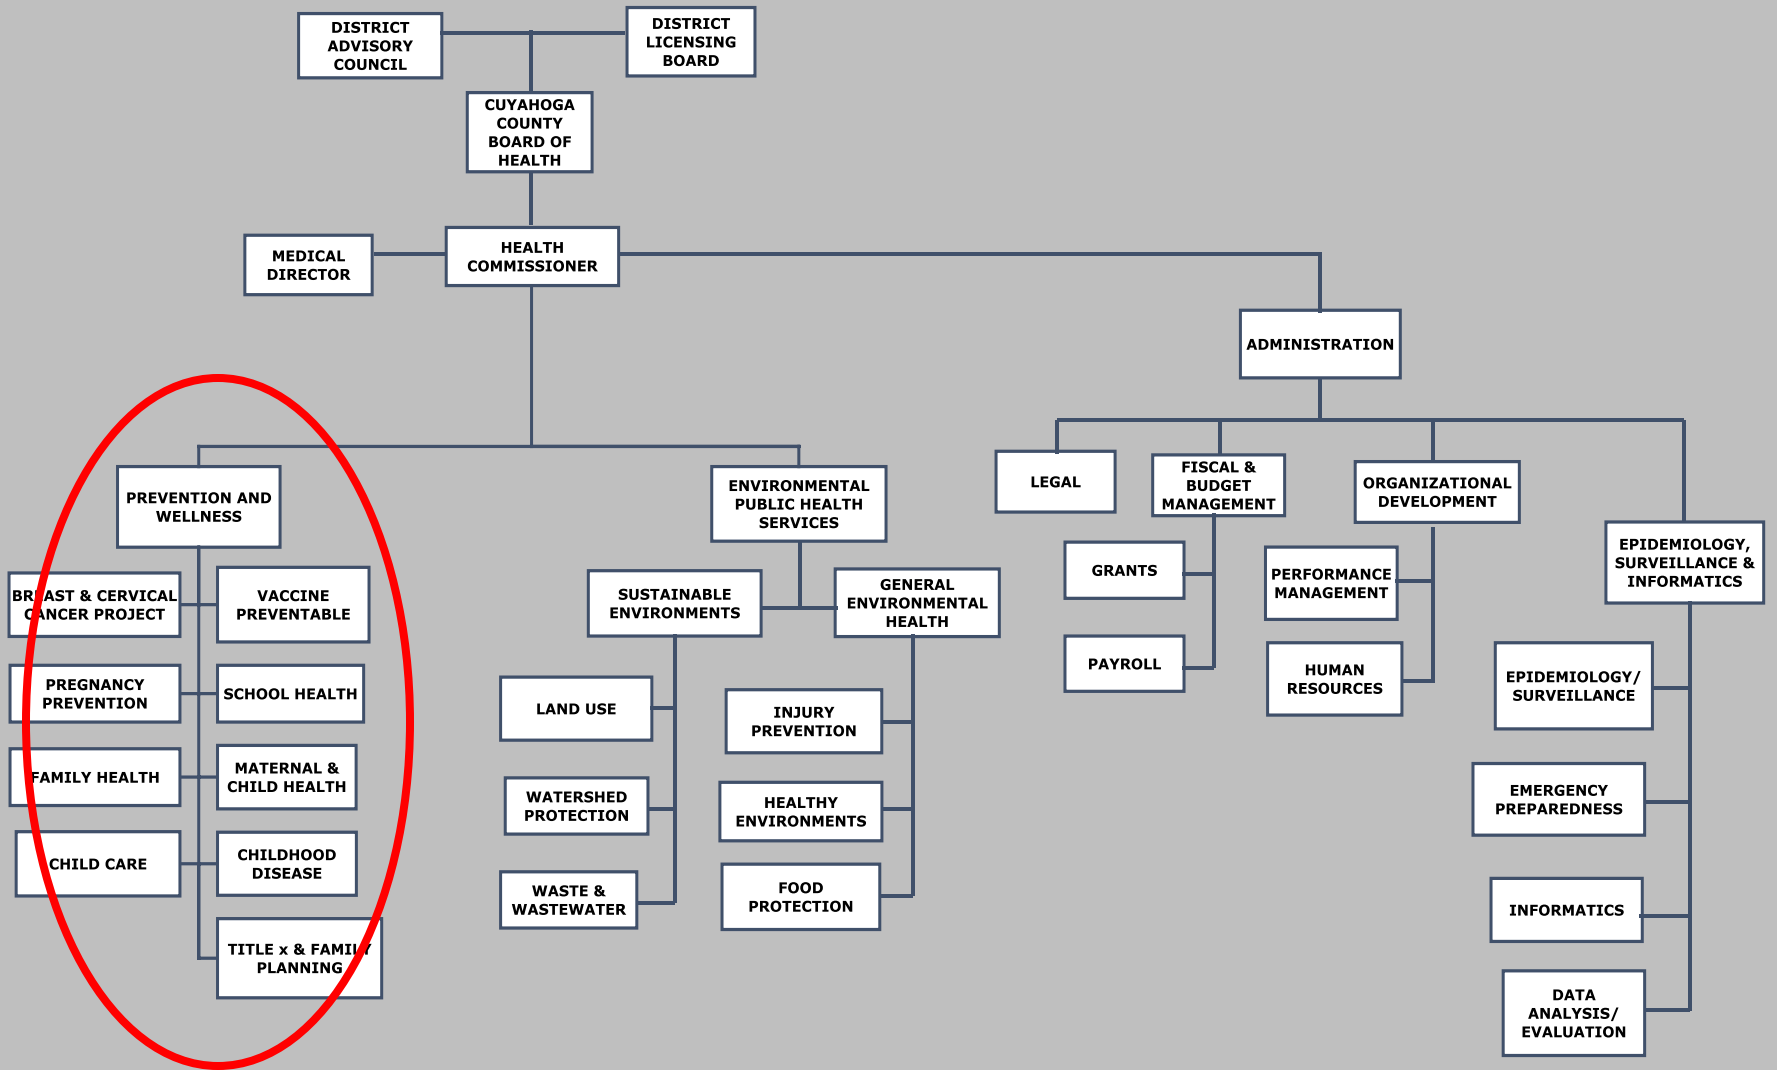 DISTRICT
ADVISORY
COUNCIL
DISTRICT
LICENSING
BOARD
CUYAHOGA
COUNTY
BOARD OF
HEALTH
MEDICAL
DIRECTOR
HEALTH
COMMISSIONER
ADMINISTRATION
PREVENTION AND
WELLNESS
BREAST & CERVICAL
CANCER PROJECT
VACCINE
PREVENTABLE
PREGNANCY
PREVENTION
SCHOOL HEALTH
FAMILY HEALTH
MATERNAL &
CHILD HEALTH
CHILD CARE
CHILDHOOD
DISEASE
TITLE x & FAMILY
PLANNING
ENVIRONMENTAL
PUBLIC HEALTH
SERVICES
SUSTAINABLE
ENVIRONMENTS
GENERAL
ENVIRONMENTAL
HEALTH
LAND USE
WATERSHED
PROTECTION
WASTE &
WASTEWATER
INJURY
PREVENTION
HEALTHY
ENVIRONMENTS
FOOD
PROTECTION
LEGAL
FISCAL &
BUDGET
MANAGEMENT
GRANTS
PAYROLL
ORGANIZATIONAL
DEVELOPMENT
PERFORMANCE
MANAGEMENT
HUMAN
RESOURCES
EPIDEMIOLOGY,
SURVEILLANCE &
INFORMATICS
EPIDEMIOLOGY/
SURVEILLANCE
EMERGENCY
PREPAREDNESS
INFORMATICS
DATA
ANALYSIS/
EVALUATION